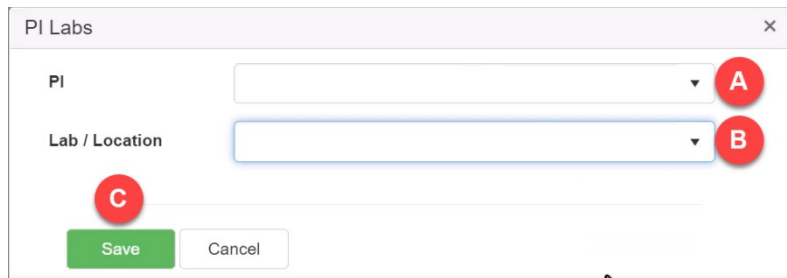 PI Labs ×
PI A
Lab / Location B
C
Save Cancel